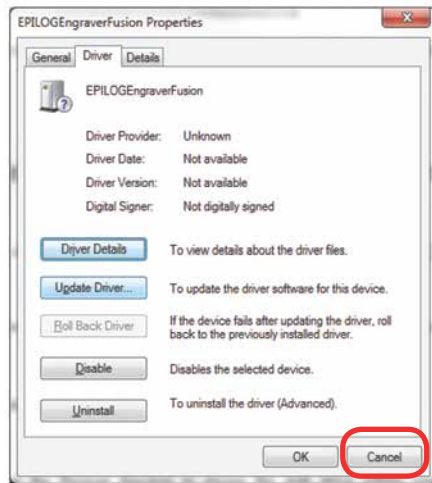 EPILOGEngraverFusion Properties
General Driver Details
EPILOGEngraverFusion
Driver Provider: Unknown
Driver Date: Not available
Driver Version: Not available
Digital Signer: Not digitally signed
Driver Details To view details about the driver files.
Update Driver... To update the driver software for this device.
Roll Back Driver If the device fails after updating the driver, roll
back to the previously installed driver.
Disable Disables the selected device.
Uninstall To uninstall the driver (Advanced).
OK Cancel